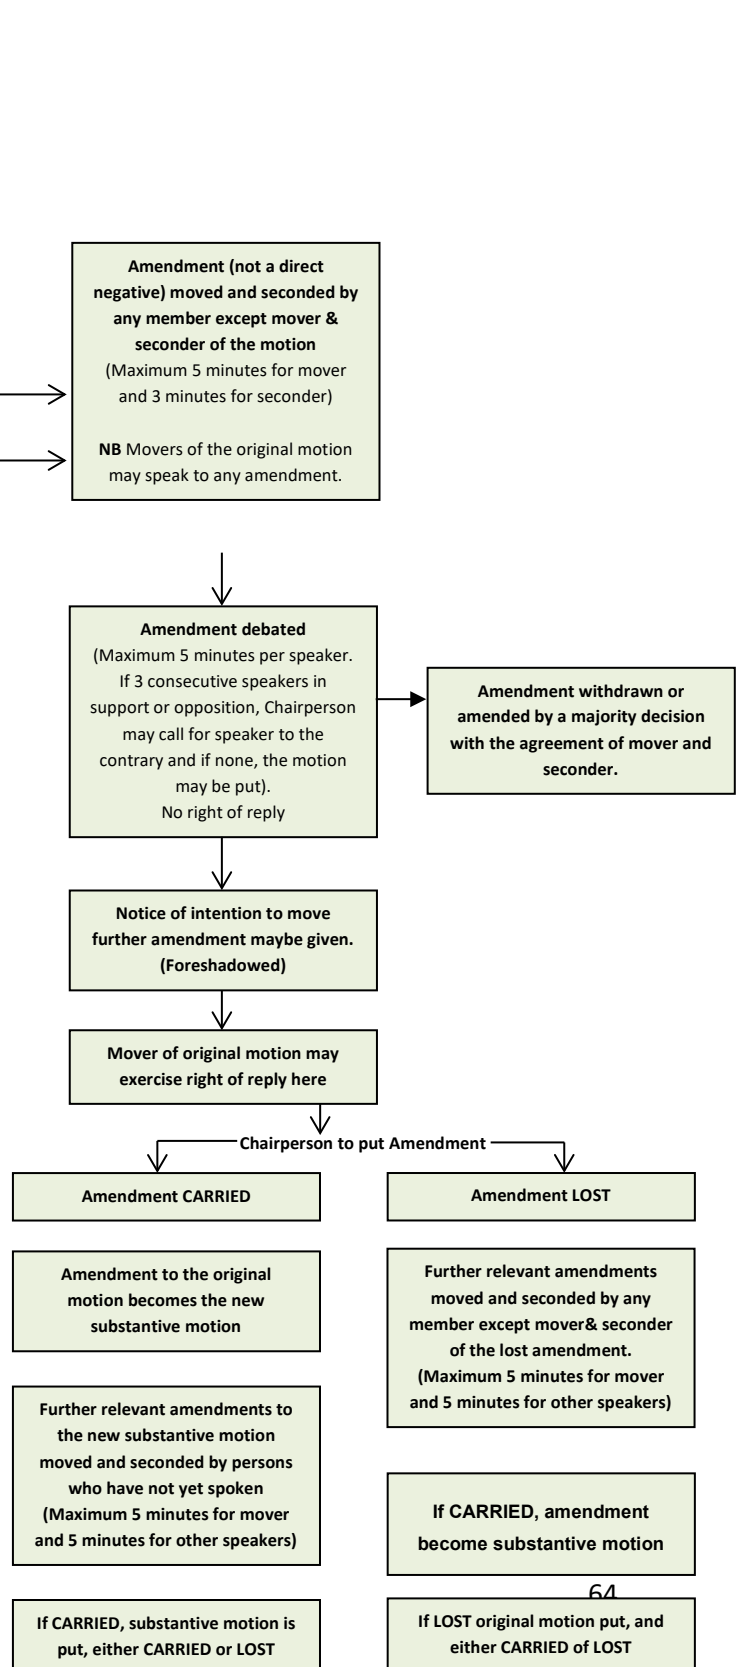 Amendment (not a direct
negative) moved and seconded by
any member except mover &
seconder of the motion
(Maximum 5 minutes for mover
and 3 minutes for seconder)
NB Movers of the original motion
may speak to any amendment.
Amendment debated
(Maximum 5 minutes per speaker.
If 3 consecutive speakers in
support or opposition, Chairperson
may call for speaker to the
contrary and if none, the motion
may be put).
No right of reply
Amendment withdrawn or
amended by a majority decision
with the agreement of mover and
seconder.
Notice of intention to move
further amendment maybe given.
(Foreshadowed)
Mover of original motion may
exercise right of reply here
Chairperson to put Amendment
Amendment CARRIED
Amendment to the original
motion becomes the new
substantive motion
Further relevant amendments to
the new substantive motion
moved and seconded by persons
who have not yet spoken
(Maximum 5 minutes for mover
and 5 minutes for other speakers)
If CARRIED, substantive motion is
put, either CARRIED or LOST
Amendment LOST
Further relevant amendments
moved and seconded by any
member except mover& seconder
of the lost amendment.
(Maximum 5 minutes for mover
and 5 minutes for other speakers)
If CARRIED, amendment
become substantive motion
64
If LOST original motion put, and
either CARRIED of LOST